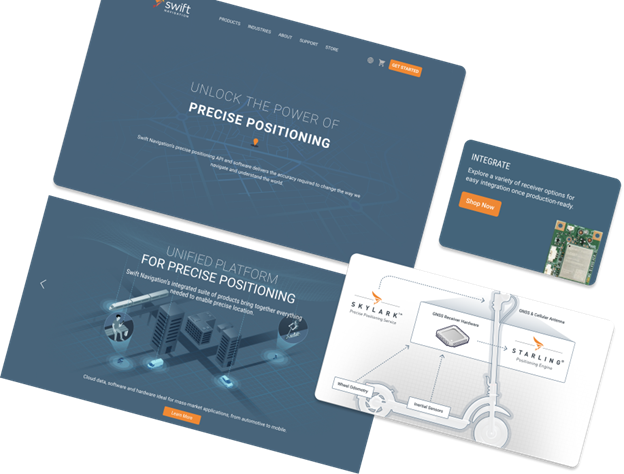 swift
NAVIGATION
PRODUCTS INDUSTRIES ABOUT SUPPORT STORE
GET STARTED
UNLOCK THE POWER OF
PRECISE POSITIONING
Swift Navigation's precise positioning API and software delivers the accuracy required to change the way we
navigate and understand the world.
INTEGRATE
Explore a variety of receiver options for
easy integration once production-ready.
Shop Now
UNIFIED PLATFORM
FOR PRECISE POSITIONING
Swift Navigation's integrated suite of products bring together everything
needed to enable precise location.
Cloud data, software and hardware ideal for mass-market applications, from automotive to mobile.
Learn More
SKYLARK™
Precise Positioning Service
GNSS Receiver Hardware
GNSS & Cellular Antenna
STARLING®
Positioning Engine
Wheel Odometry
Inertial Sensors